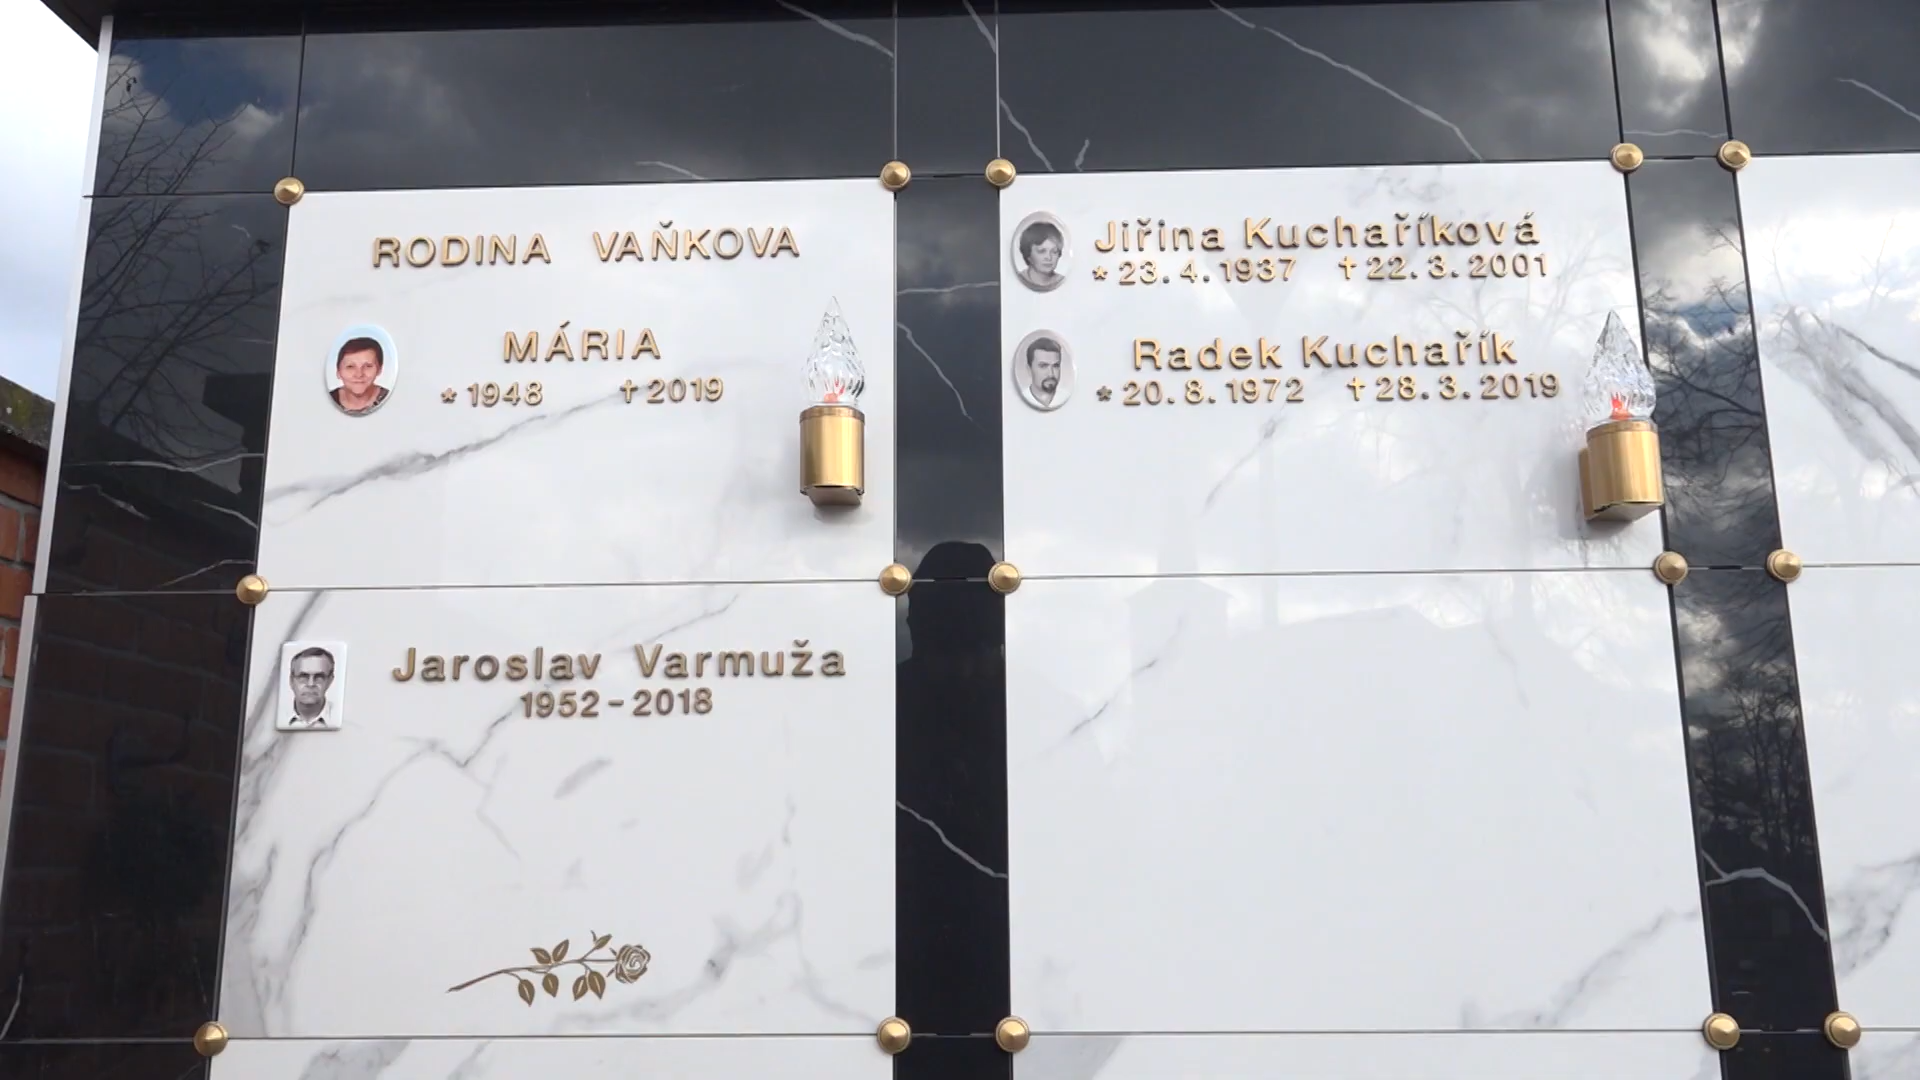 RODINA VAŇKOVA
MÁRIA
* 1948 † 2019
Jiřina Kuchaříková
* 23. 4. 1937 † 22. 3. 2001
Radek Kuchařík
* 20. 8. 1972 † 28. 3. 2019
Jaroslav Varmuža
1952 - 2018